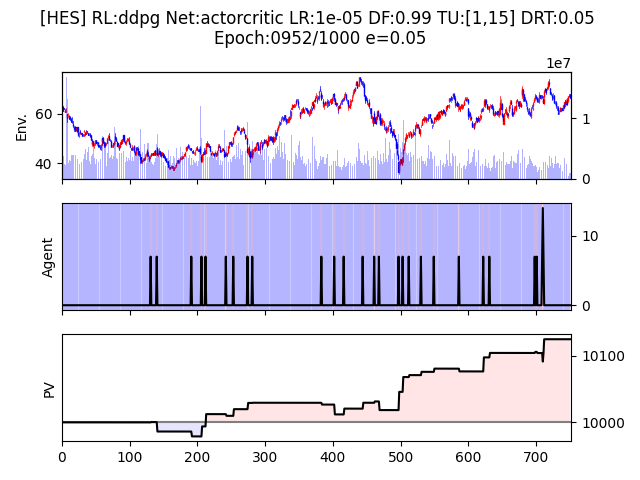 [HES] RL:ddpg Net:actorcritic LR:1e-05 DF:0.99 TU:[1,15] DRT:0.05
Epoch:0952/1000 e=0.05
1e7
Env.
60
40
1
0
Agent
10
0
PV
10100
10000
0 100 200 300 400 500 600 700